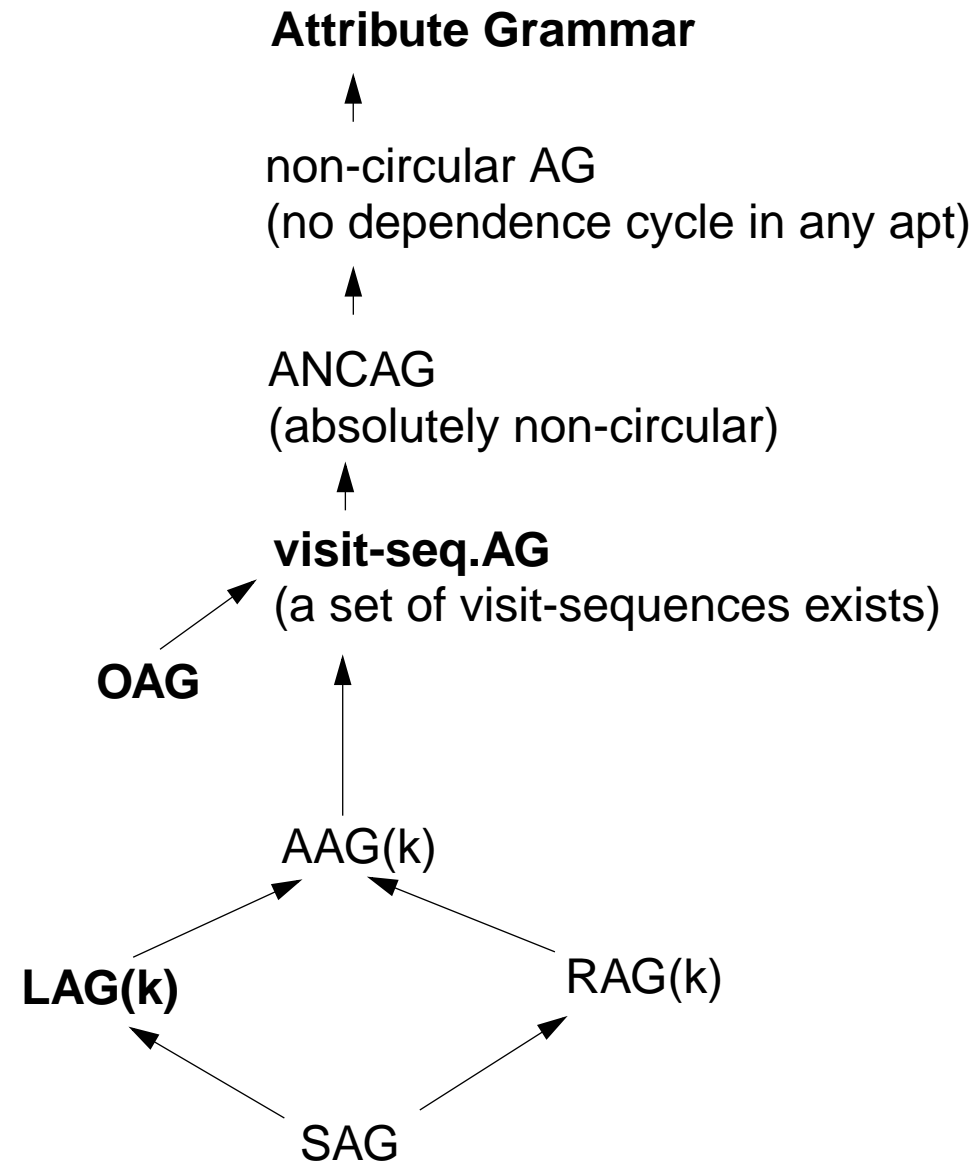 Attribute Grammar
non-circular AG
(no dependence cycle in any apt)
ANCAG
(absolutely non-circular)
visit-seq.AG
(a set of visit-sequences exists)
OAG
AAG(k)
LAG(k)
RAG(k)
SAG